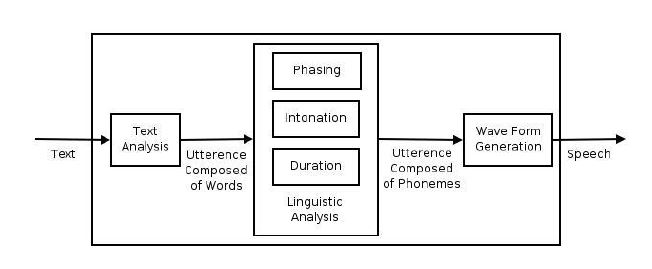 Text
Text
Analysis
Utterence
Composed
of Words
Phasing
Intonation
Duration
Linguistic
Analysis
Utterence
Composed
of Phonemes
Wave Form
Generation
Speech